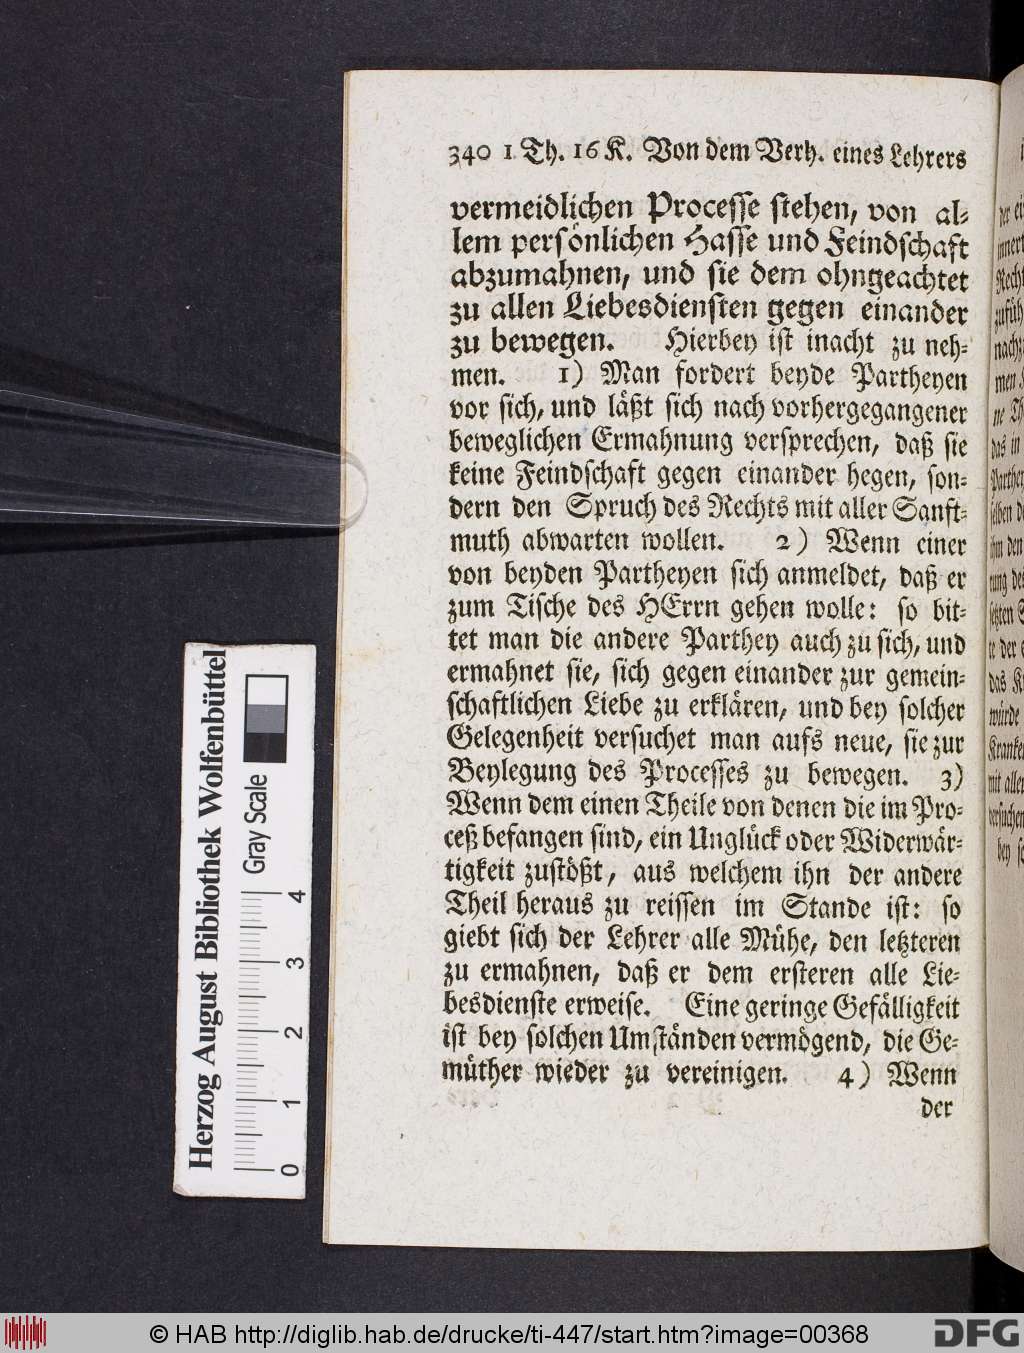 340 1 Th. 16 K. Von dem Verh. eines Lehrers
vermeidlichen Processe stehen, von al-
lem persönlichen Hasse und Feindschaft
abzumahnen, und sie dem ohngeachtet
zu allen Liebesdiensten gegen einander
zu bewegen. Hierbey ist inacht zu neh-
men. 1) Man fordert beyde Partheyen
vor sich, und läßt sich nach vorhergegangener
beweglichen Ermahnung versprechen, daß sie
keine Feindschaft gegen einander hegen, son-
dern den Spruch des Rechts mit aller Sanft-
muth abwarten wollen. 2) Wenn einer
von beyden Partheyen sich anmeldet, daß er
zum Tische des HErrn gehen wolle: so bit-
tet man die andere Parthey auch zu sich, und
ermahnet sie, sich gegen einander zur gemein-
schaftlichen Liebe zu erklären, und bey solcher
Gelegenheit versuchet man aufs neue, sie zur
Beylegung des Processes zu bewegen. 3)
Wenn dem einen Theile von denen die im Pro-
ceß befangen sind, ein Unglück oder Widerwär-
tigkeit zustößt, aus welchem ihn der andere
Theil heraus zu reissen im Stande ist: so
giebt sich der Lehrer alle Mühe, den letzteren
zu ermahnen, daß er dem ersteren alle Lie-
besdienste erweise. Eine geringe Gefälligkeit
ist bey solchen Umständen vermögend, die Ge-
müther wieder zu vereinigen. 4) Wenn
der
Herzog August Bibliothek Wolfenbüttel
Gray Scale
0 1 2 3 4
© HAB http://diglib.hab.de/drucke/ti-447/start.htm?image=00368
DFG